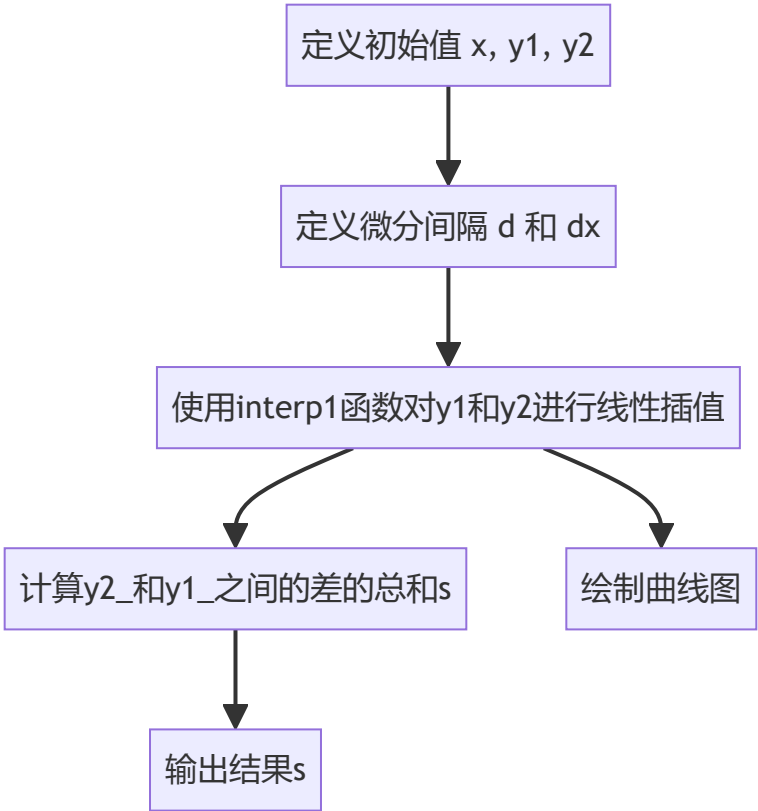 定义初始值 x, y1, y2
定义微分间隔 d 和 dx
使用interp1函数对y1和y2进行线性插值
计算y2_和y1_之间的差的总和s
绘制曲线图
输出结果s